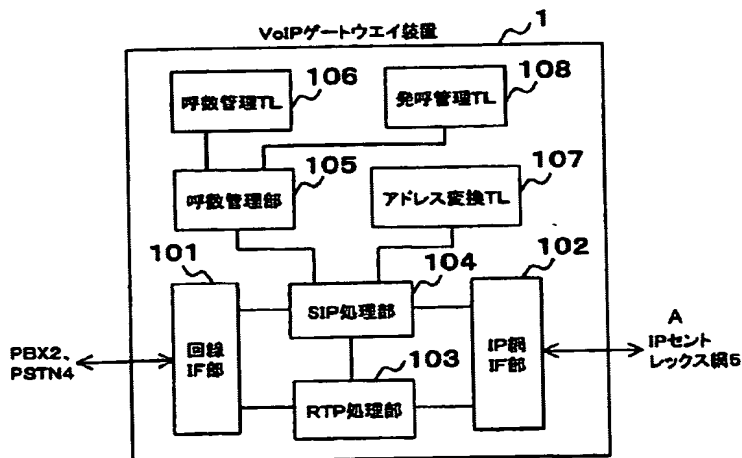 VoIPゲートウエイ装置
1
106
108
呼数管理TL
発呼管理TL
105
107
呼数管理部
アドレス変換TL
101
102
104
SIP処理部
回線
IF部
IP網
IF部
PBX2、
PSTN4
A
IPセント
レックス網5
103
RTP処理部